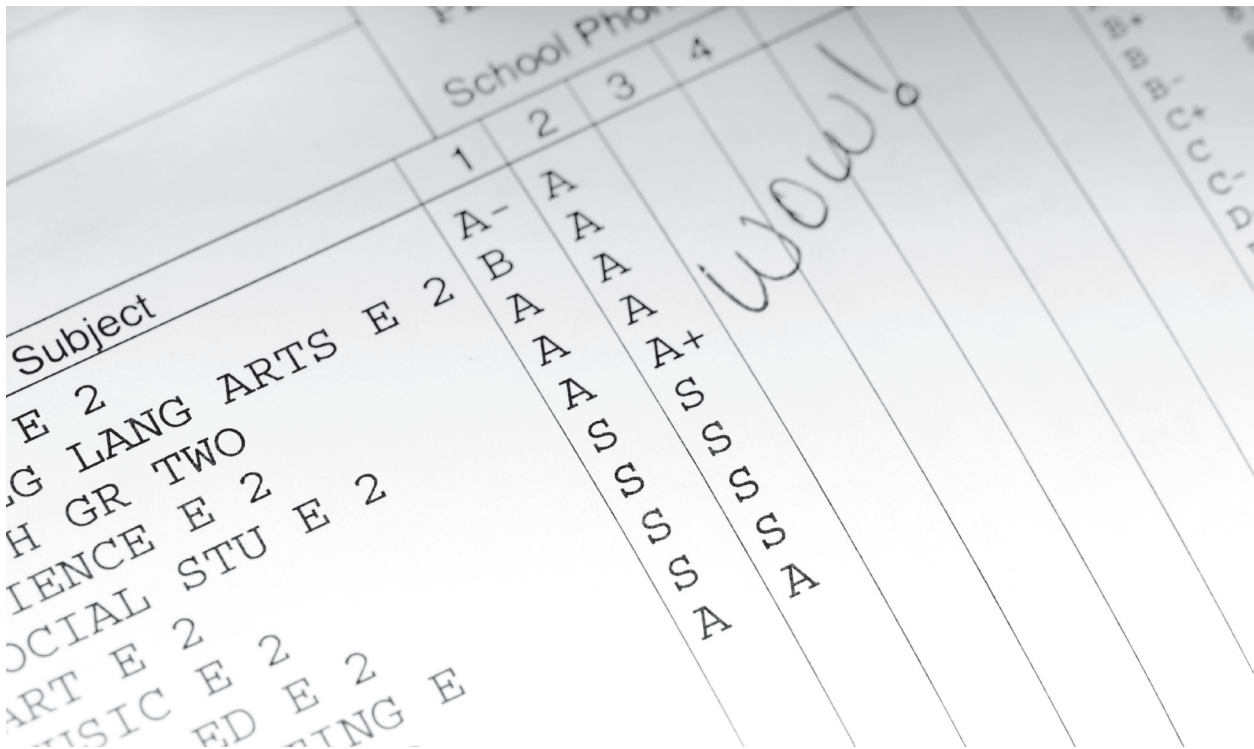 School Phon
1 2 3 4
Subject
E 2 A- A
LANG ARTS E 2 B A
H GR TWO A A
IENCE E 2 A A
OCIAL STU E 2 A A+
ART E 2 S S
USIC E 2 S S
ED E 2 S S
ING E S S
A A
Wow!